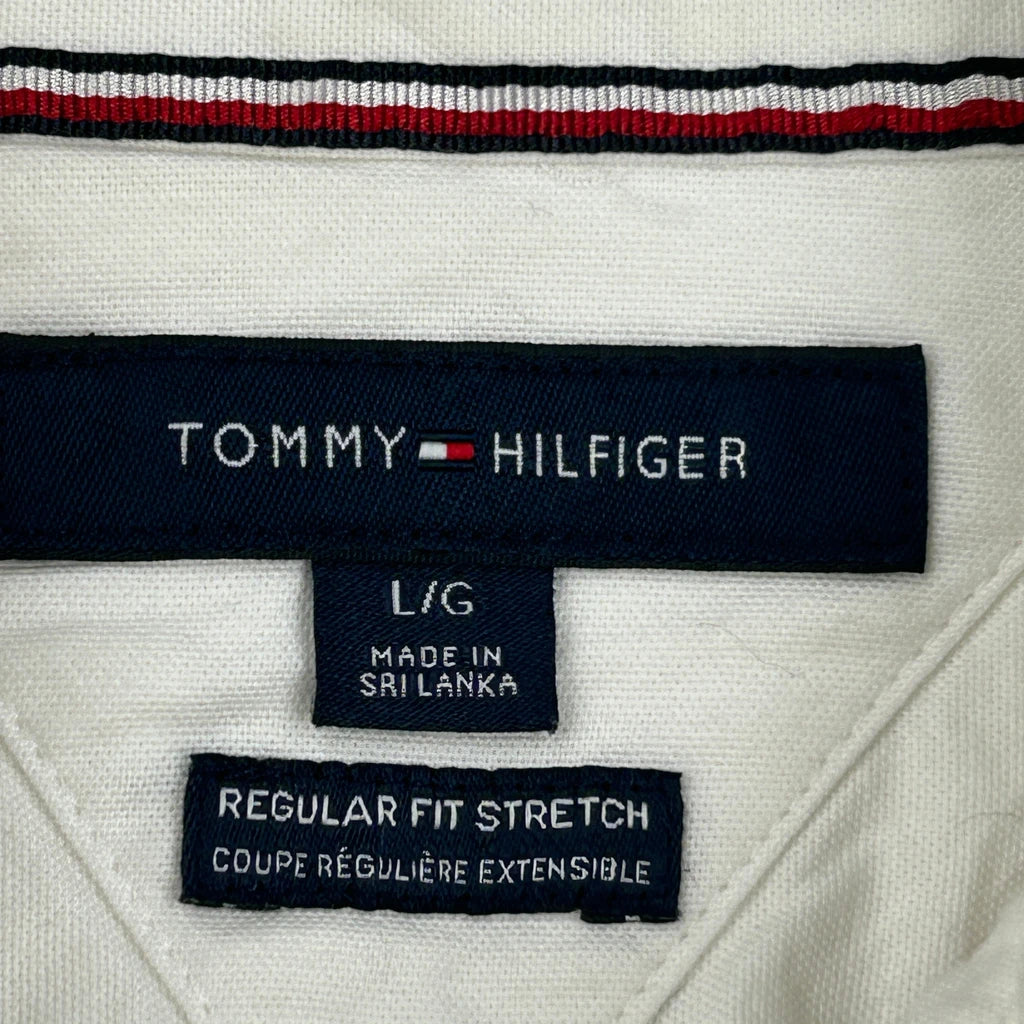 TOMMY HILFIGER
L/G
MADE IN
SRI LANKA
REGULAR FIT STRETCH
COUPE RÉGULIÈRE EXTENSIBLE